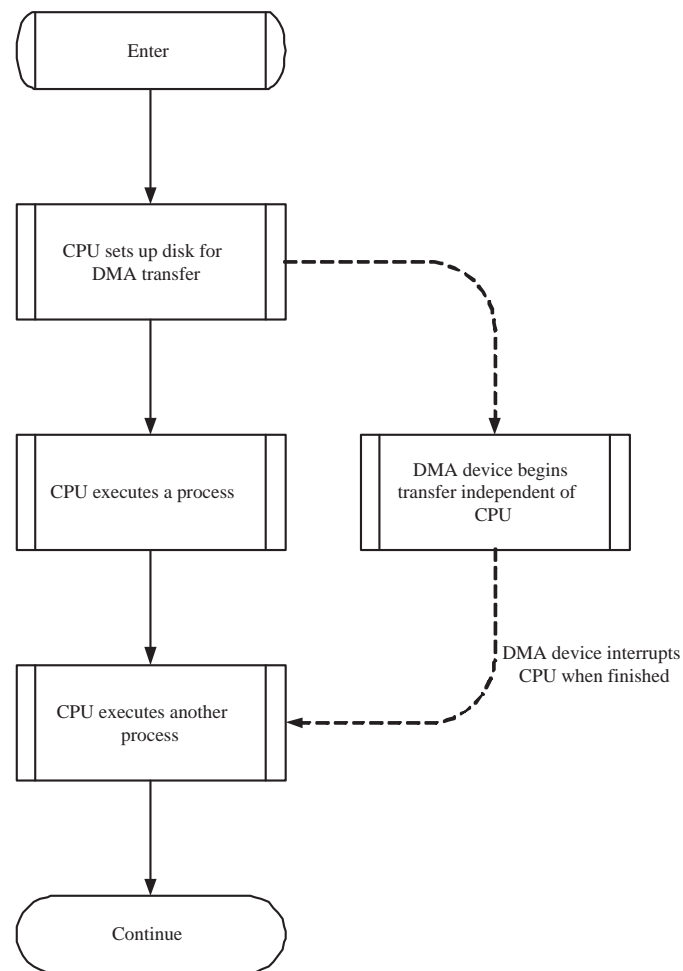 Enter
CPU sets up disk for
DMA transfer
CPU executes a process
DMA device begins
transfer independent of
CPU
DMA device interrupts
CPU when finished
CPU executes another
process
Continue